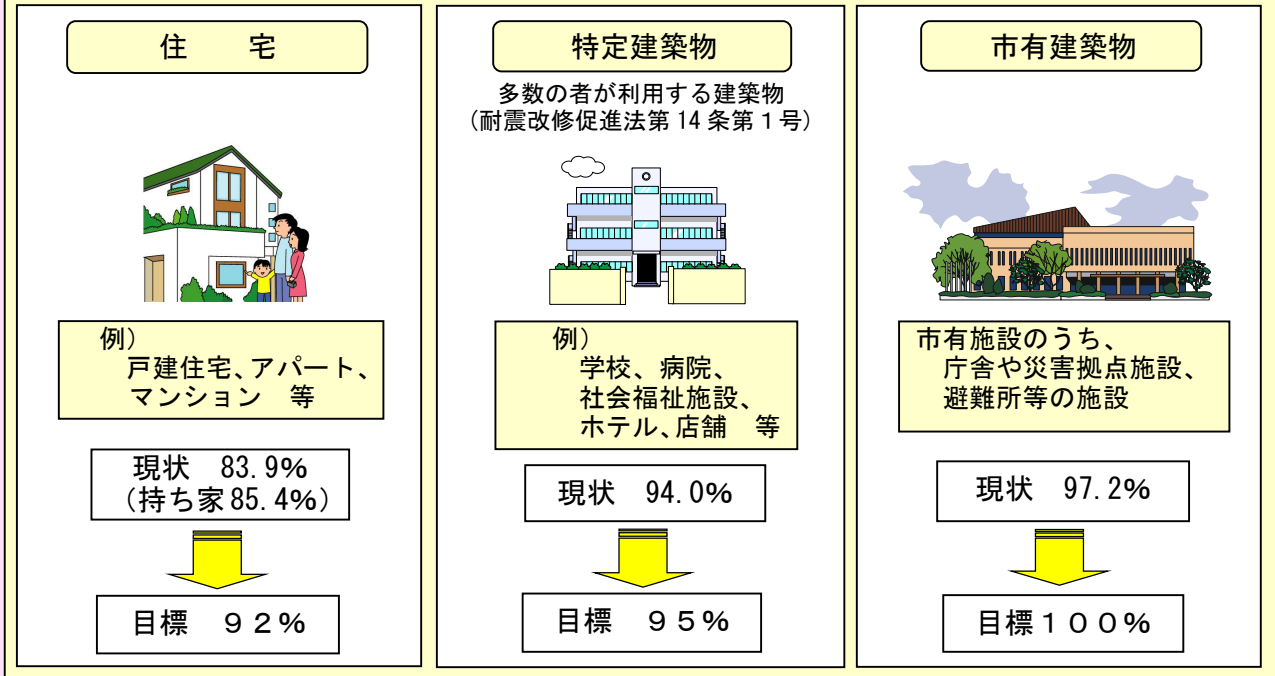 住　宅
例）
戸建住宅、アパート、
マンション　等
現状　83.9%
（持ち家85.4%）
目標　９２%
特定建築物
多数の者が利用する建築物
（耐震改修促進法第14条第１号）
例）
学校、病院、
社会福祉施設、
ホテル、店舗　等
現状　94.0%
目標　９５%
市有建築物
市有施設のうち、
庁舎や災害拠点施設、
避難所等の施設
現状　97.2%
目標１００%